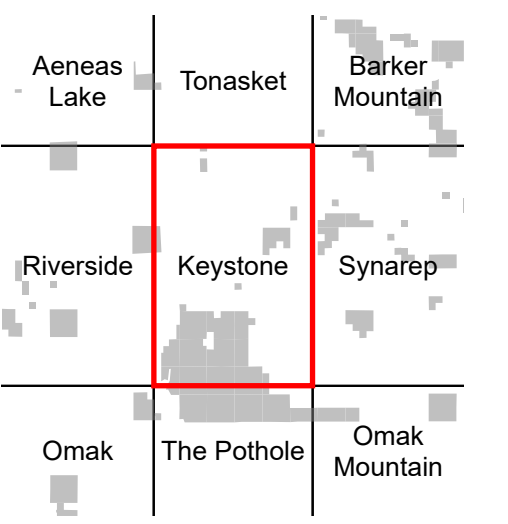 Aeneas
Lake
Tonasket
Barker
Mountain
Riverside
Keystone
Synarep
Omak
The Pothole
Omak
Mountain